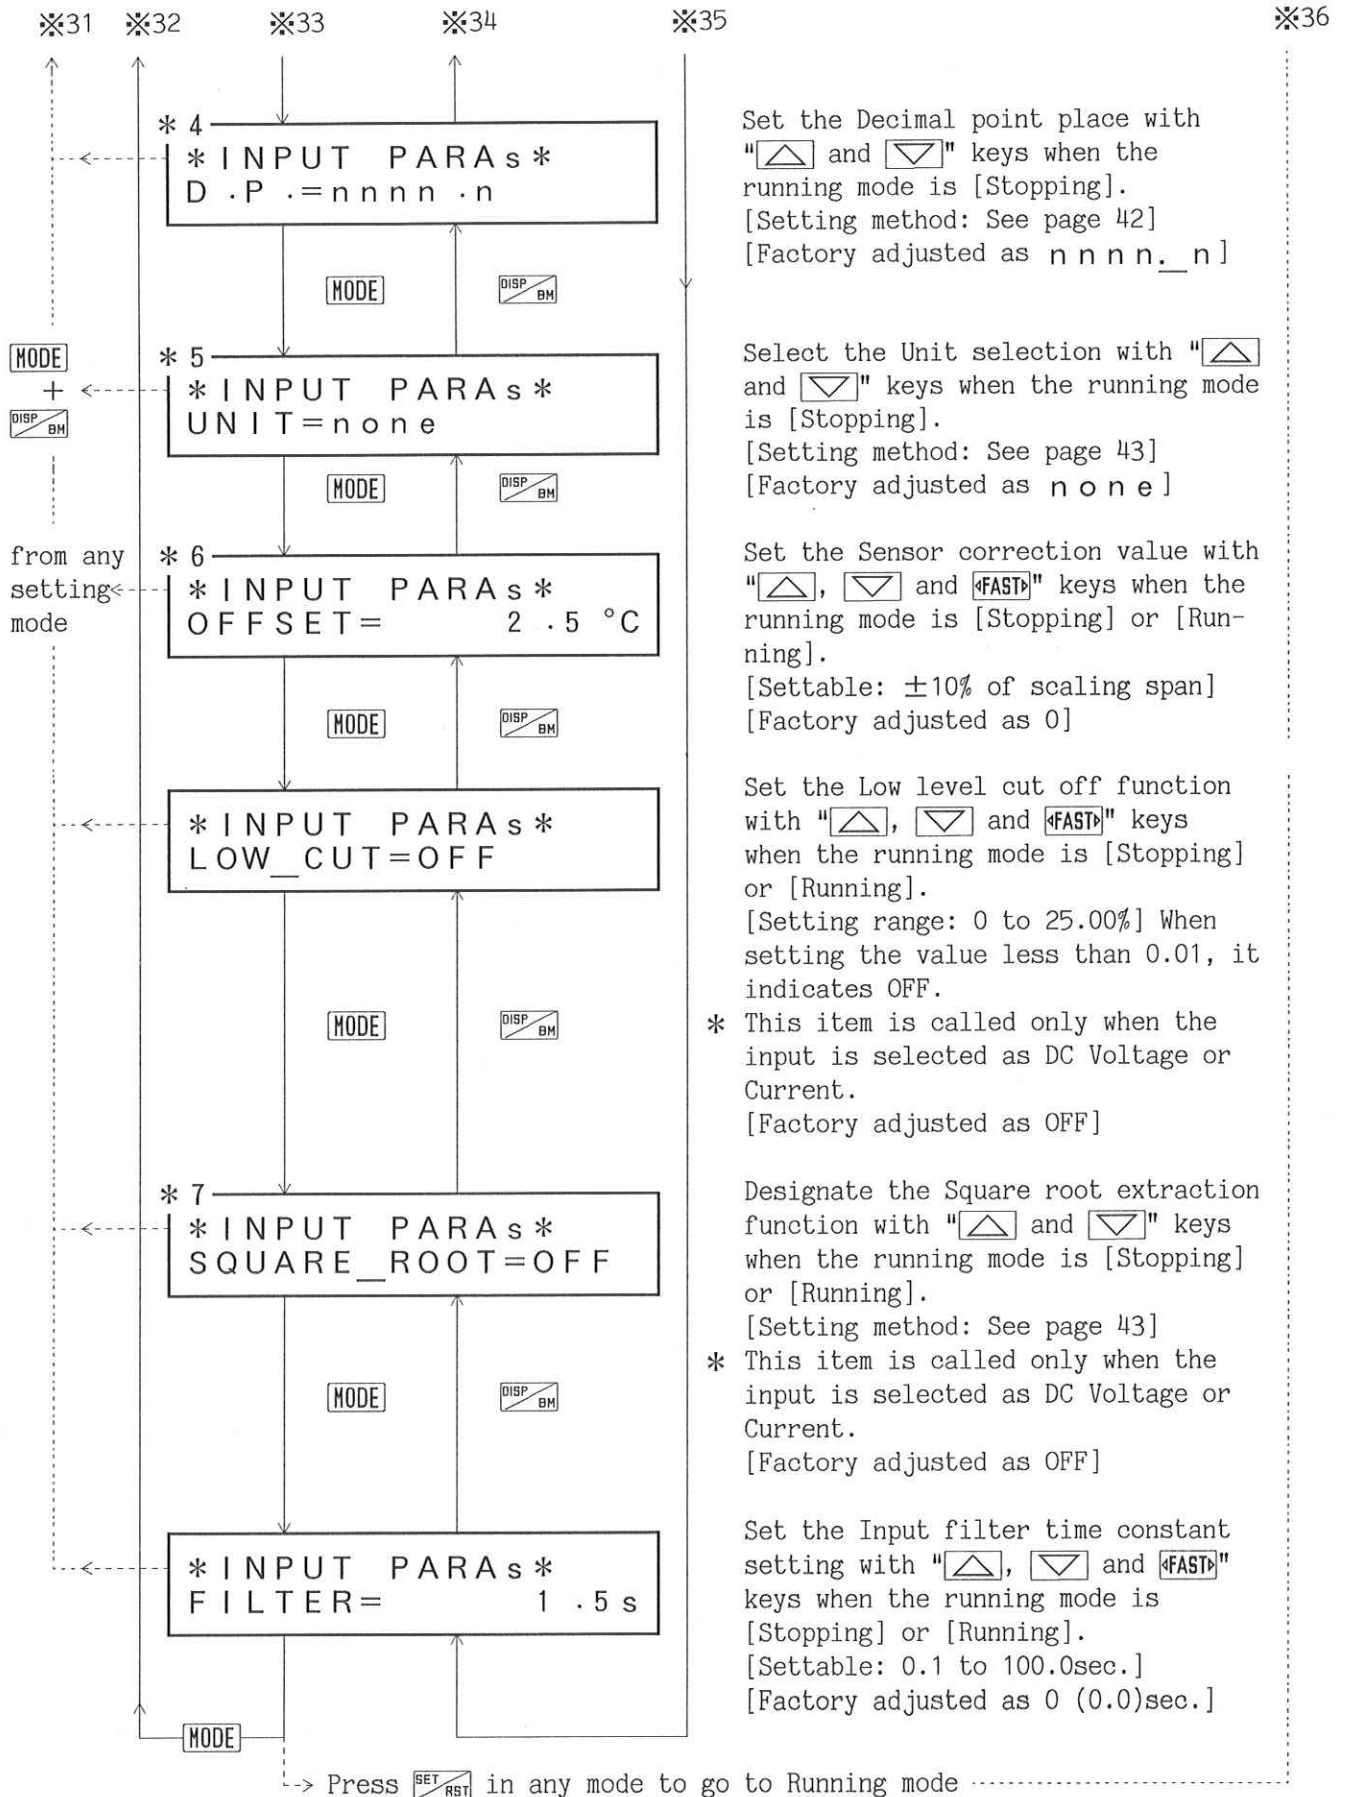 ※31 ※32 ※33 ※34 ※35 ※36
* 4
*INPUT PARAs*
D.P.=nnnn.n
Set the Decimal point place with
"△ and ▽" keys when the
running mode is [Stopping].
[Setting method: See page 42]
[Factory adjusted as nnnn._n]
MODE DISP/BM
MODE
+
DISP/BM
from any
setting
mode
* 5
*INPUT PARAs*
UNIT=none
Select the Unit selection with "△
and ▽" keys when the running mode
is [Stopping].
[Setting method: See page 43]
[Factory adjusted as none]
MODE DISP/BM
* 6
*INPUT PARAs*
OFFSET= 2.5 °C
Set the Sensor correction value with
"△, ▽ and ◁FAST▷" keys when the
running mode is [Stopping] or [Run-
ning].
[Settable: ±10% of scaling span]
[Factory adjusted as 0]
MODE DISP/BM
*INPUT PARAs*
LOW_CUT=OFF
Set the Low level cut off function
with "△, ▽ and ◁FAST▷" keys
when the running mode is [Stopping]
or [Running].
[Setting range: 0 to 25.00%] When
setting the value less than 0.01, it
indicates OFF.
* This item is called only when the
input is selected as DC Voltage or
Current.
[Factory adjusted as OFF]
MODE DISP/BM
* 7
*INPUT PARAs*
SQUARE_ROOT=OFF
Designate the Square root extraction
function with "△ and ▽" keys
when the running mode is [Stopping]
or [Running].
[Setting method: See page 43]
* This item is called only when the
input is selected as DC Voltage or
Current.
[Factory adjusted as OFF]
MODE DISP/BM
*INPUT PARAs*
FILTER= 1.5s
Set the Input filter time constant
setting with "△, ▽ and ◁FAST▷"
keys when the running mode is
[Stopping] or [Running].
[Settable: 0.1 to 100.0sec.]
[Factory adjusted as 0 (0.0)sec.]
MODE
Press SET/RST in any mode to go to Running mode